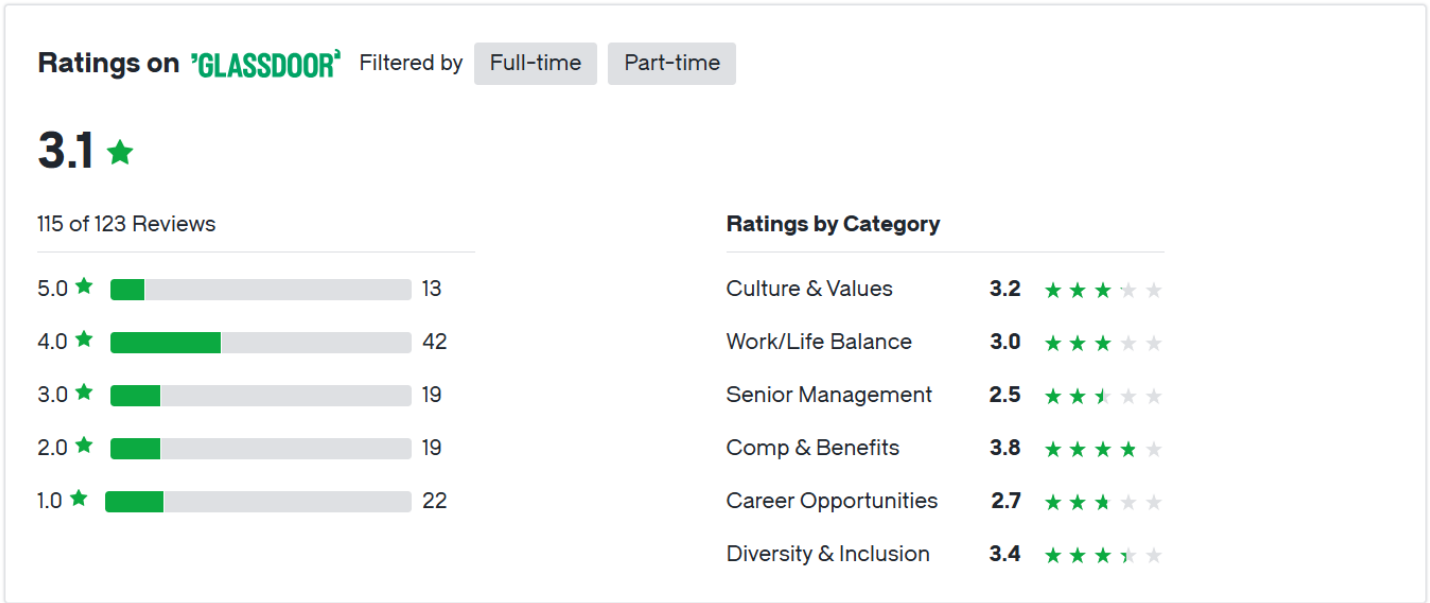 Ratings on 'GLASSDOOR' Filtered by Full-time Part-time
3.1
115 of 123 Reviews
5.0 13
4.0 42
3.0 19
2.0 19
1.0 22
Ratings by Category
Culture & Values 3.2
Work/Life Balance 3.0
Senior Management 2.5
Comp & Benefits 3.8
Career Opportunities 2.7
Diversity & Inclusion 3.4